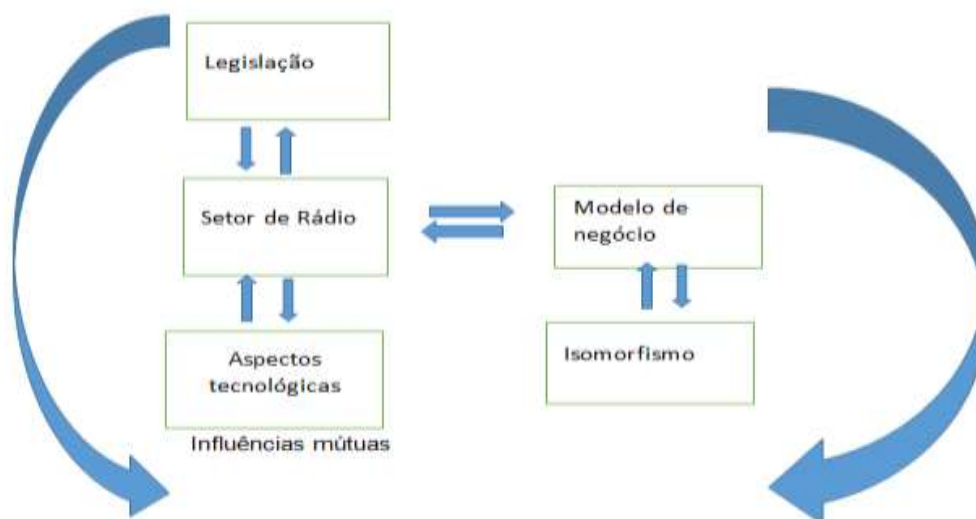 Legislação
Setor de Rádio
Modelo de
negócio
Aspectos
tecnológicas
Isomorfismo
Influências mútuas